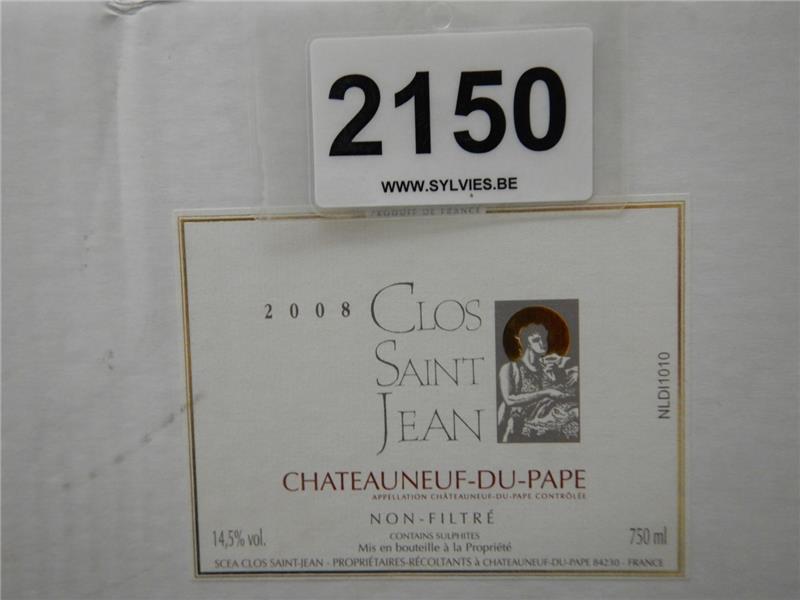 2150
WWW.SYLVIES.BE
PRODUIT DE FRANCE
2008
CLOS
SAINT
JEAN
NLDI1010
CHATEAUNEUF-DU-PAPE
APPELLATION CHÂTEAUNEUF-DU-PAPE CONTRÔLÉE
NON-FILTRÉ
14,5% vol.
CONTAINS SULPHITES
750 ml
Mis en bouteille à la Propriété
SCEA CLOS SAINT-JEAN - PROPRIÉTAIRES-RÉCOLTANTS à CHATEAUNEUF-DU-PAPE 84230 - FRANCE